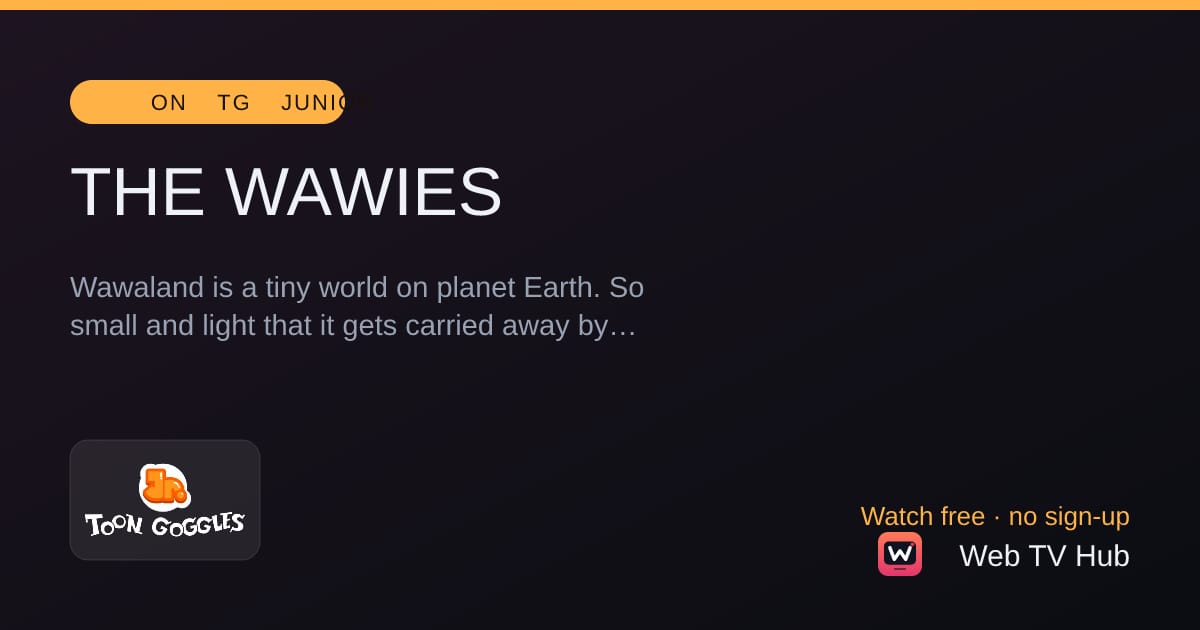 ON TG
THE WAWIES
Wawaland is a tiny world on planet Earth. So
small and light that it gets carried away by…
Jr.
TOON GOGGLES
Watch free · no sign-up
W
Web TV Hub